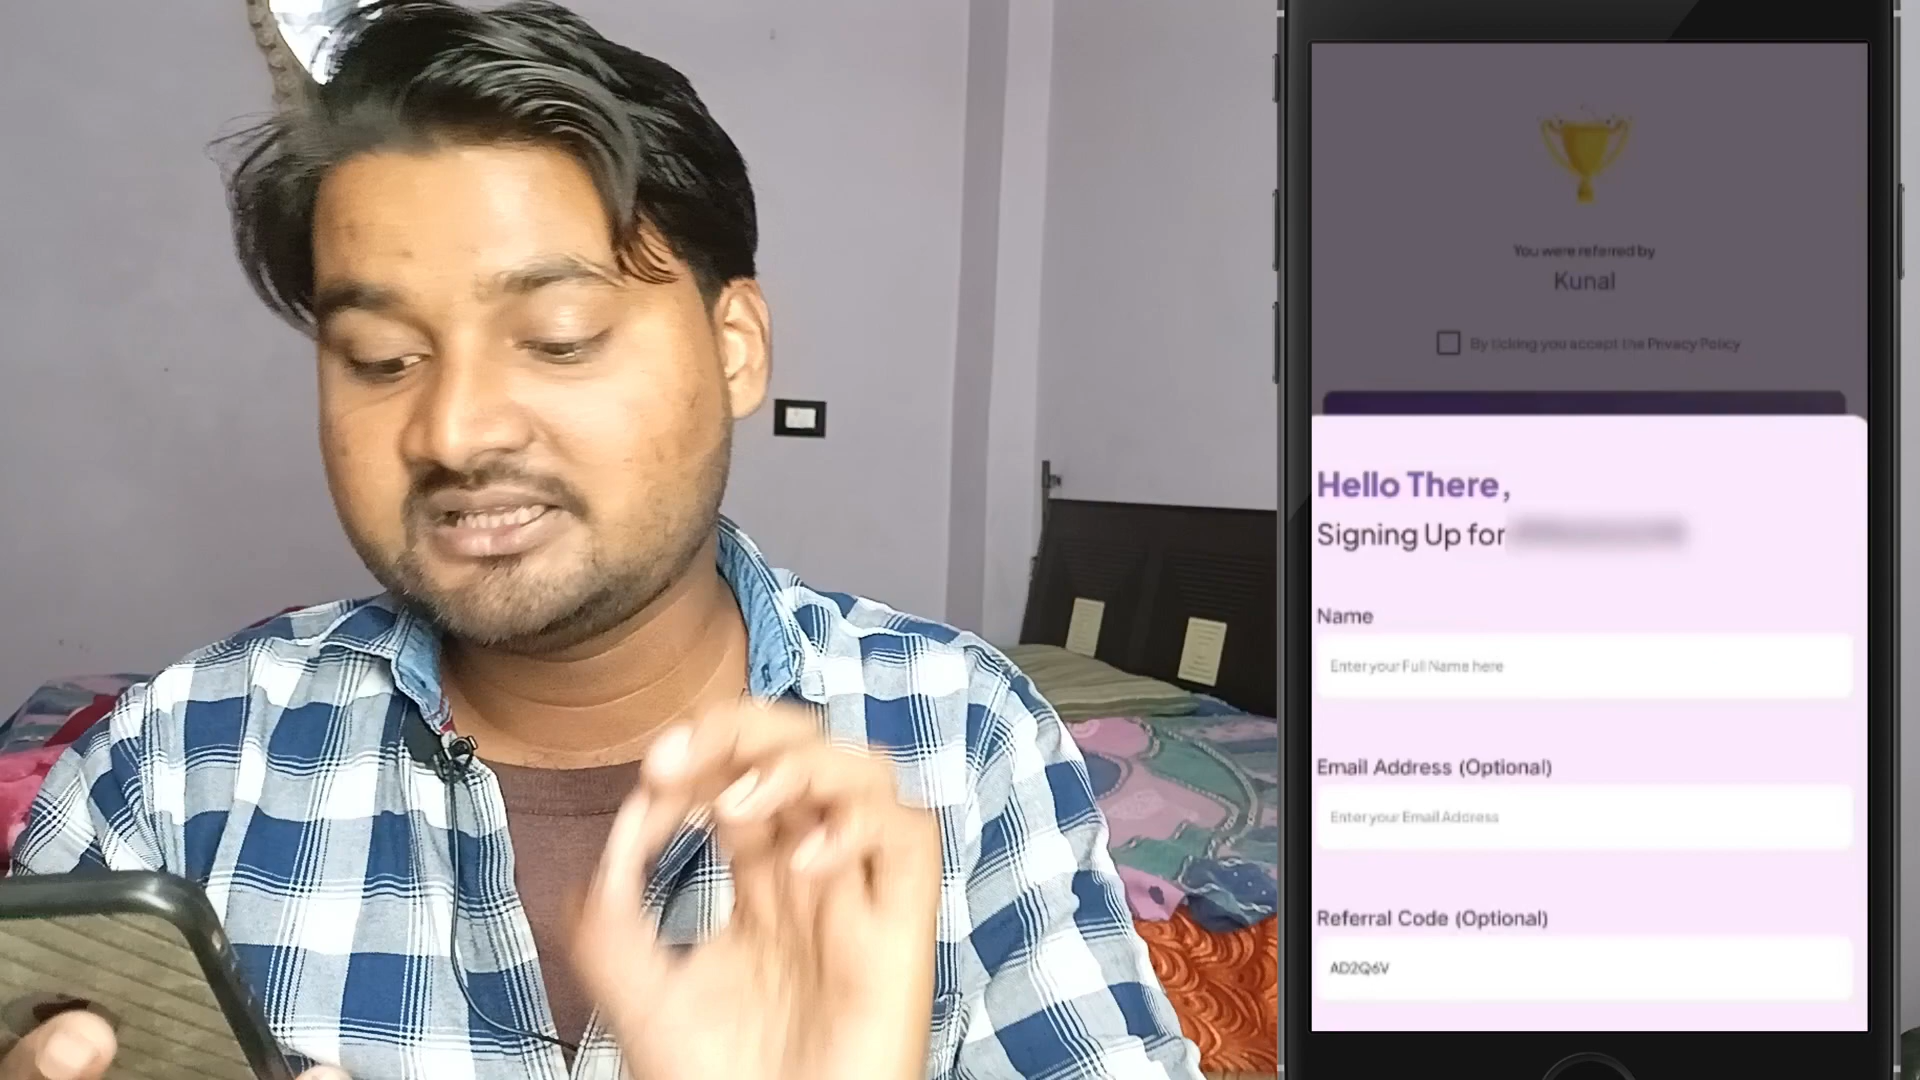 You were referred by
Kunal
By ticking you accept the Privacy Policy
Hello There,
Signing Up for
Name
Enter your Full Name here
Email Address (Optional)
Enter your Email Address
Referral Code (Optional)
AD2Q6V